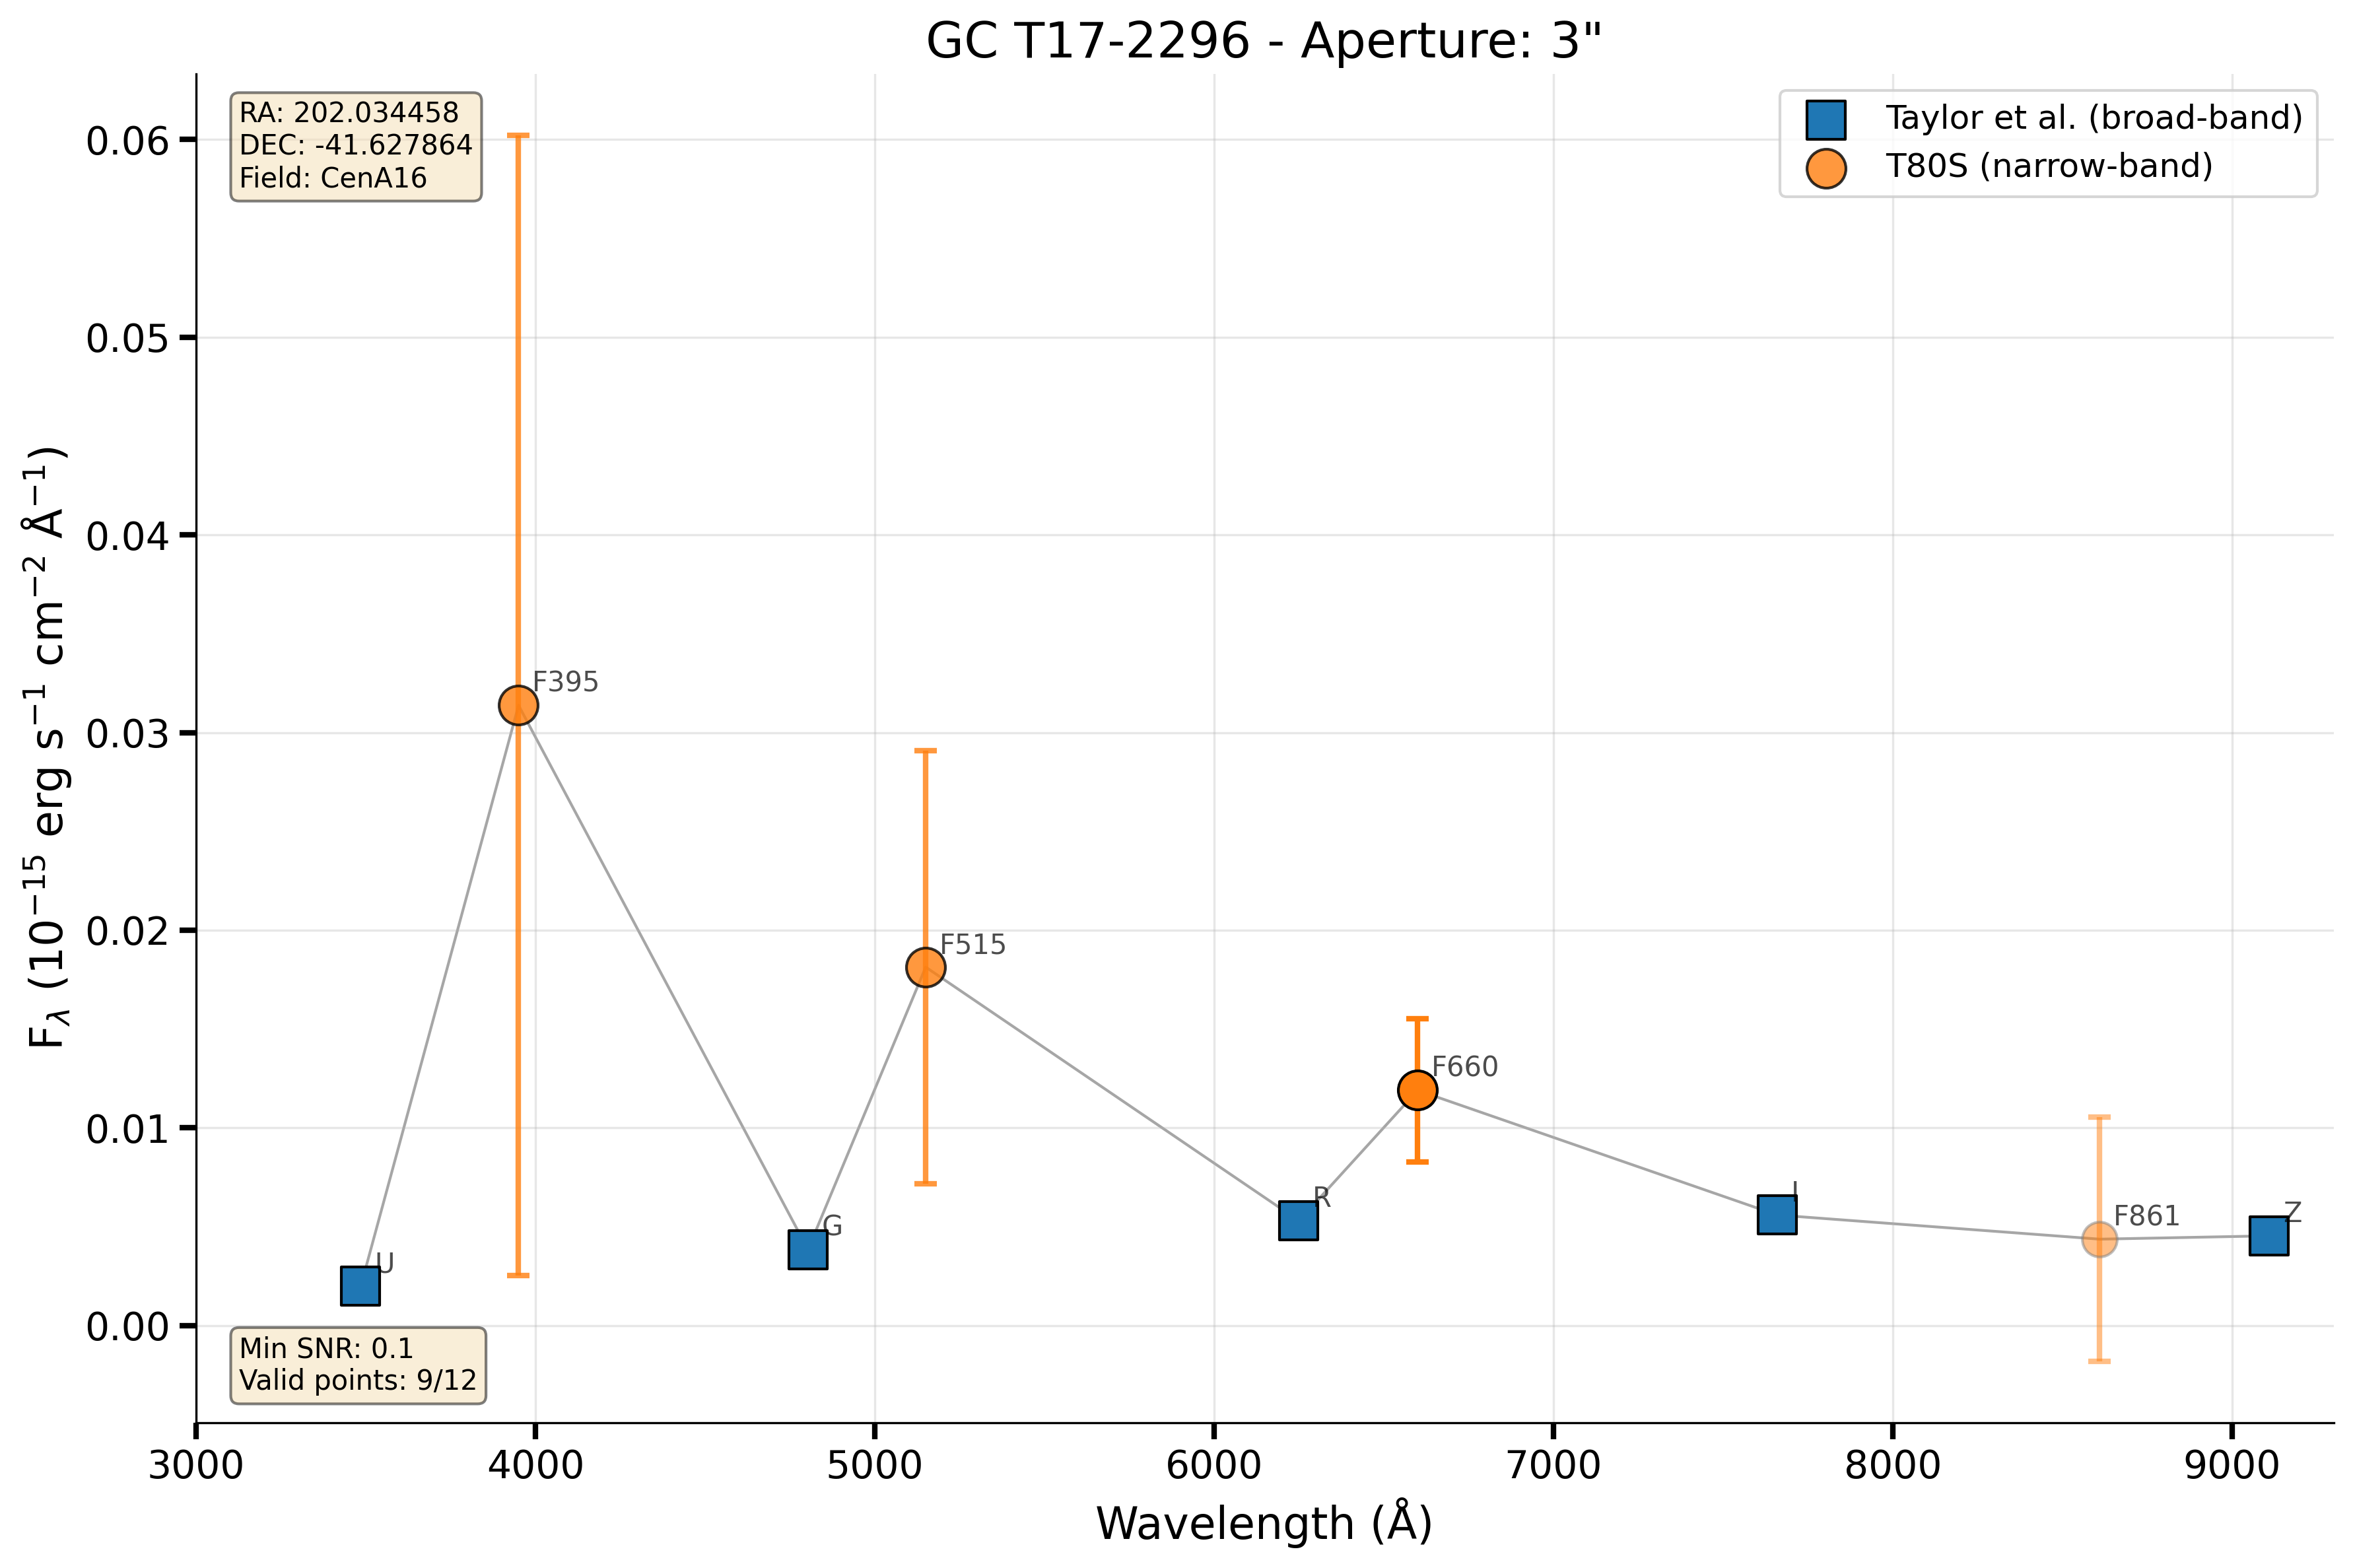 GC T17-2296 - Aperture: 3"
RA: 202.034458
DEC: -41.627864
Field: CenA16
Taylor et al. (broad-band)
T80S (narrow-band)
0.06
0.05
0.04
0.03
0.02
0.01
0.00
F_λ (10⁻¹⁵ erg s⁻¹ cm⁻² Å⁻¹)
F395
F515
F660
F861
U
G
R
I
Z
Min SNR: 0.1
Valid points: 9/12
3000 4000 5000 6000 7000 8000 9000
Wavelength (Å)